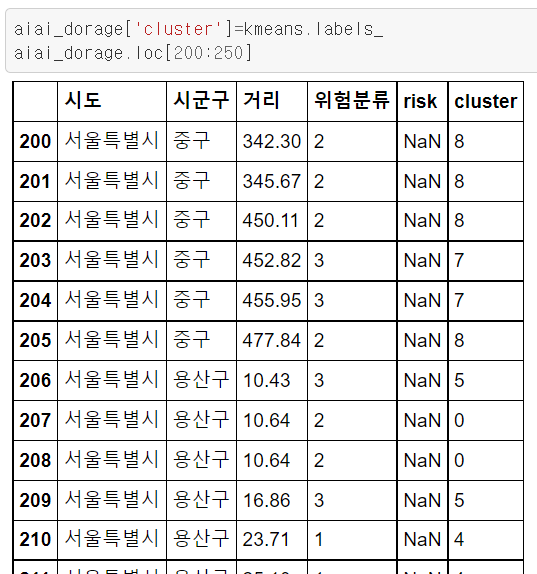 aiai_dorage['cluster']=kmeans.labels_
aiai_dorage.loc[200:250]
시도 시군구 거리 위험분류 risk cluster
200 서울특별시 중구 342.30 2 NaN 8
201 서울특별시 중구 345.67 2 NaN 8
202 서울특별시 중구 450.11 2 NaN 8
203 서울특별시 중구 452.82 3 NaN 7
204 서울특별시 중구 455.95 3 NaN 7
205 서울특별시 중구 477.84 2 NaN 8
206 서울특별시 용산구 10.43 3 NaN 5
207 서울특별시 용산구 10.64 2 NaN 0
208 서울특별시 용산구 10.64 2 NaN 0
209 서울특별시 용산구 16.86 3 NaN 5
210 서울특별시 용산구 23.71 1 NaN 4